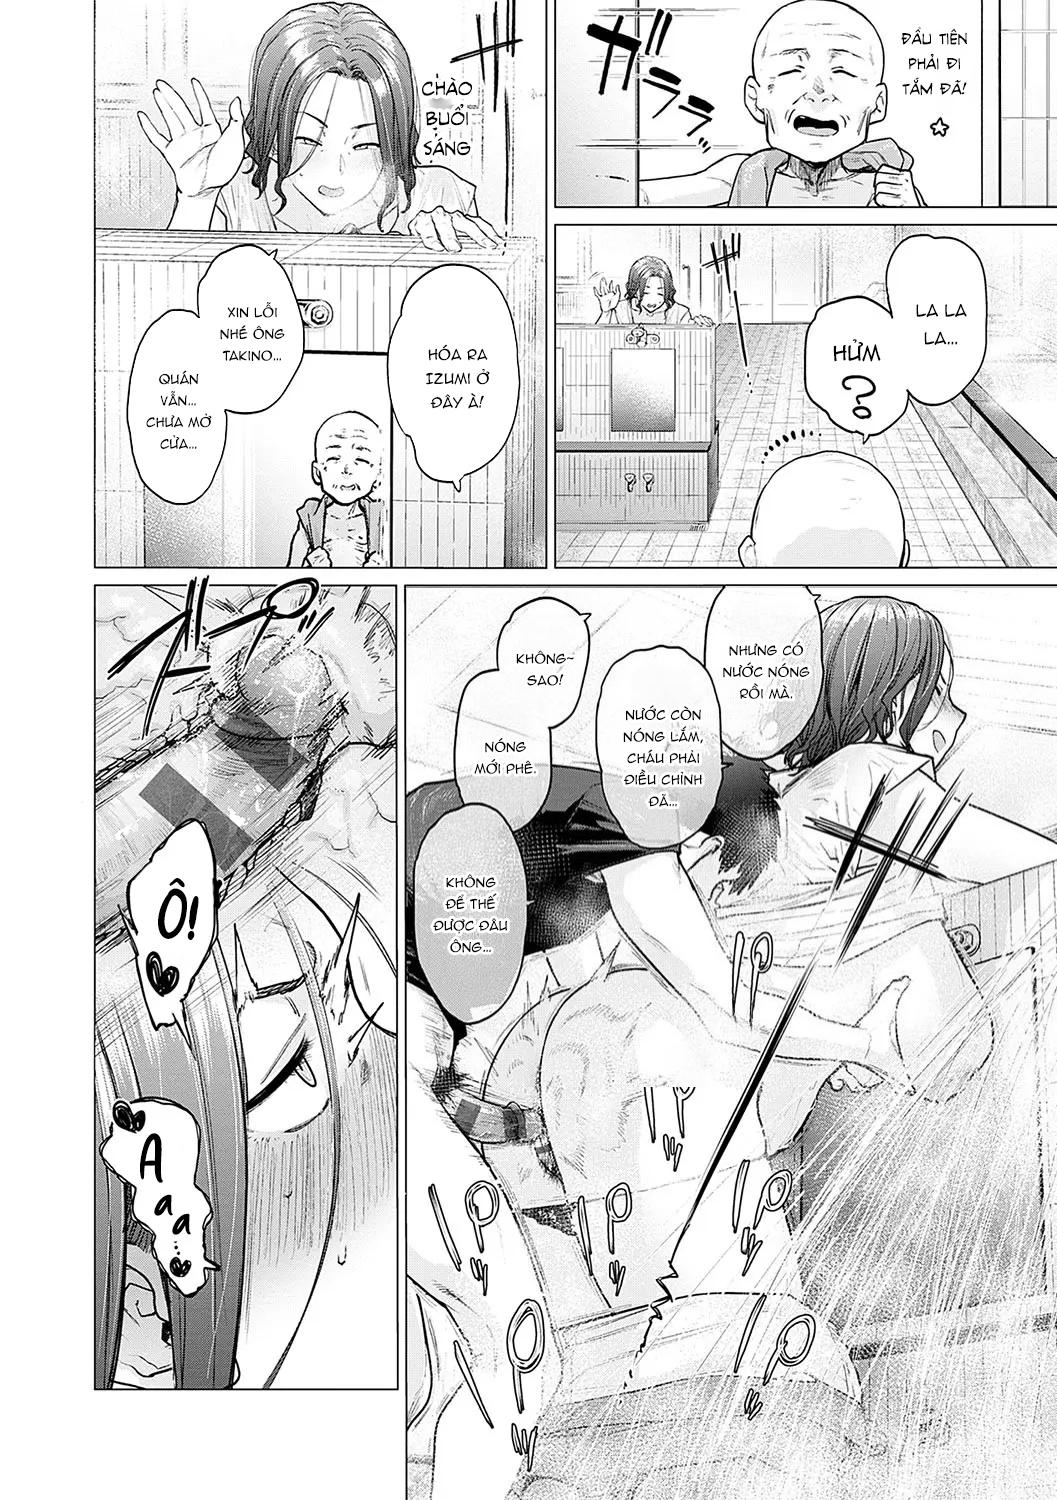 ĐẦU TIÊN
PHẢI ĐI
TẮM ĐÃ!
LA LA
LA...
HỬM
?
CHÀO
BUỔI
SÁNG
HÓA RA
IZUMI Ở
ĐÂY À!
XIN LỖI
NHÉ ÔNG
TAKINO...
QUÁN
VẪN...
CHƯA MỞ
CỬA...
NHƯNG CÓ
NƯỚC NÓNG
RỒI MÀ.
NƯỚC CÒN
NÓNG LẮM,
CHÁU PHẢI
ĐIỀU CHỈNH
ĐÃ...
KHÔNG~
SAO!
NÓNG
MỚI PHÊ.
KHÔNG
ĐỂ THẾ
ĐƯỢC ĐÂU
ÔNG...
Ô!
Aaa...